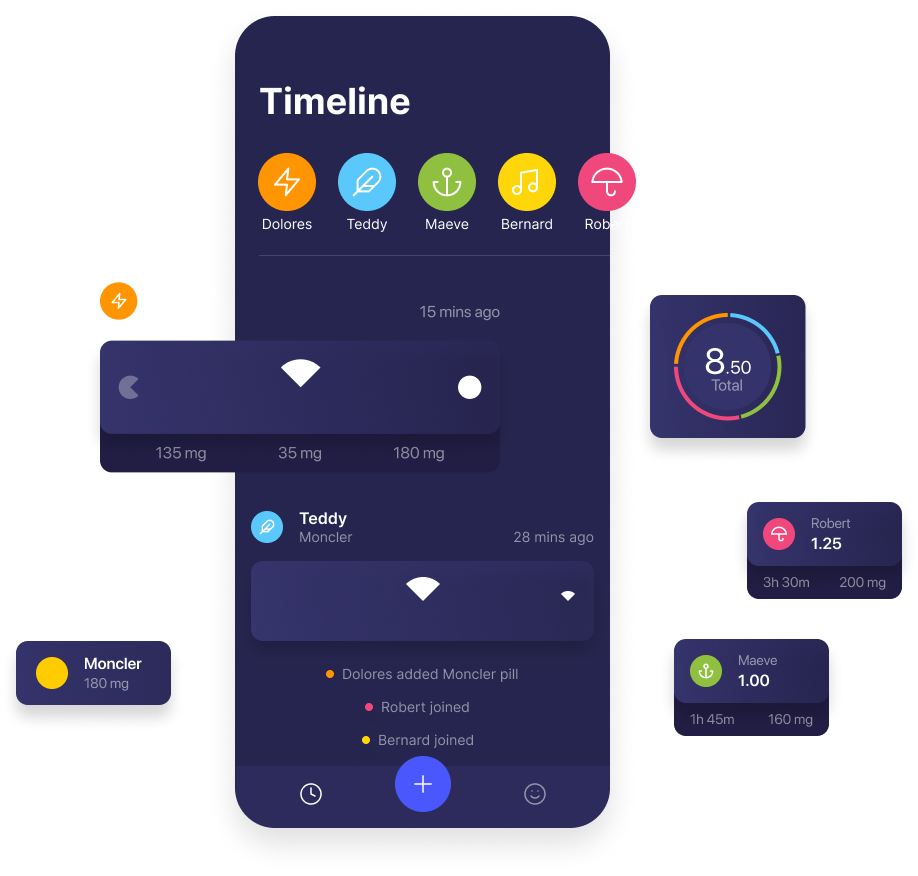 Timeline
Dolores
Teddy
Maeve
Bernard
Rob
15 mins ago
135 mg
35 mg
180 mg
8.50
Total
Teddy
Moncler
28 mins ago
Robert
1.25
3h 30m
200 mg
Moncler
180 mg
Maeve
1.00
1h 45m
160 mg
Dolores added Moncler pill
Robert joined
Bernard joined